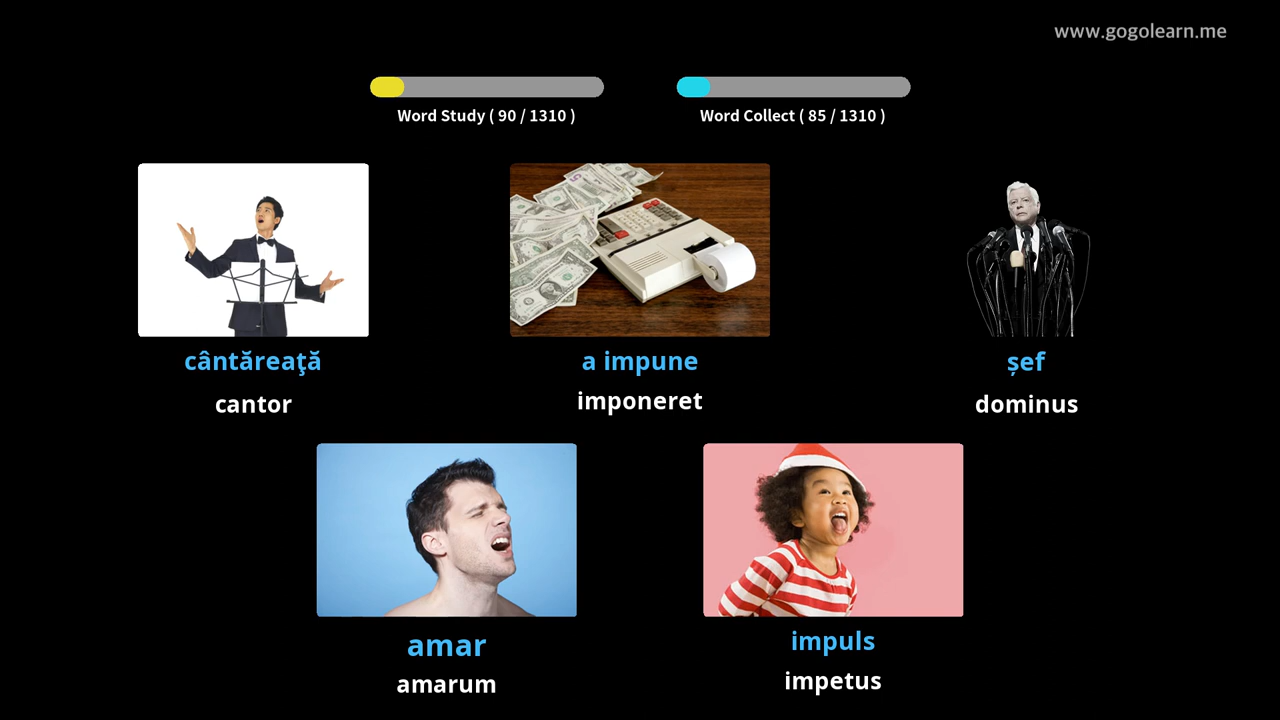 www.gogolearn.me
Word Study ( 90 / 1310 )
Word Collect ( 85 / 1310 )
cântăreaţă
cantor
a impune
imponeret
șef
dominus
amar
amarum
impuls
impetus